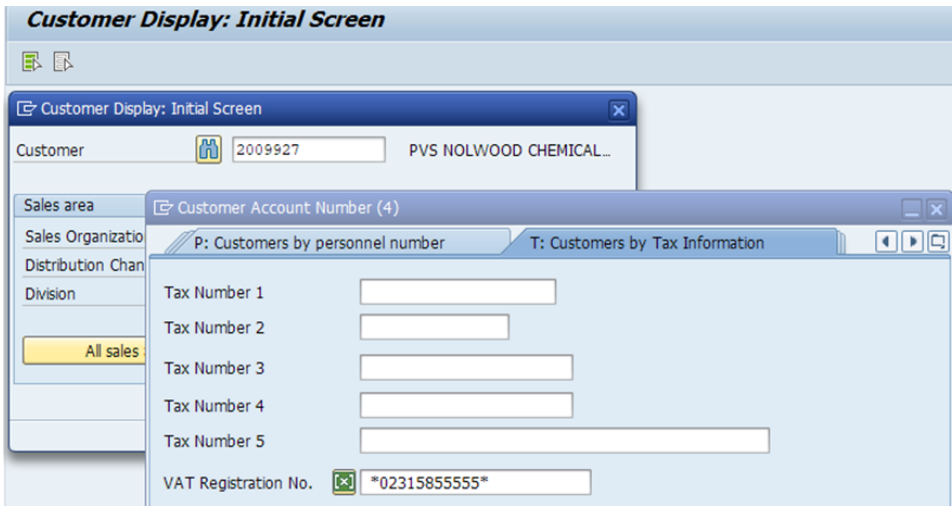 Customer Display: Initial Screen
Customer Display: Initial Screen
Customer 2009927 PVS NOLWOOD CHEMICAL...
Sales area
Customer Account Number (4)
Sales Organizatio
P: Customers by personnel number T: Customers by Tax Information
Distribution Chan
Division
Tax Number 1
Tax Number 2
All sales
Tax Number 3
Tax Number 4
Tax Number 5
VAT Registration No. *02315855555*